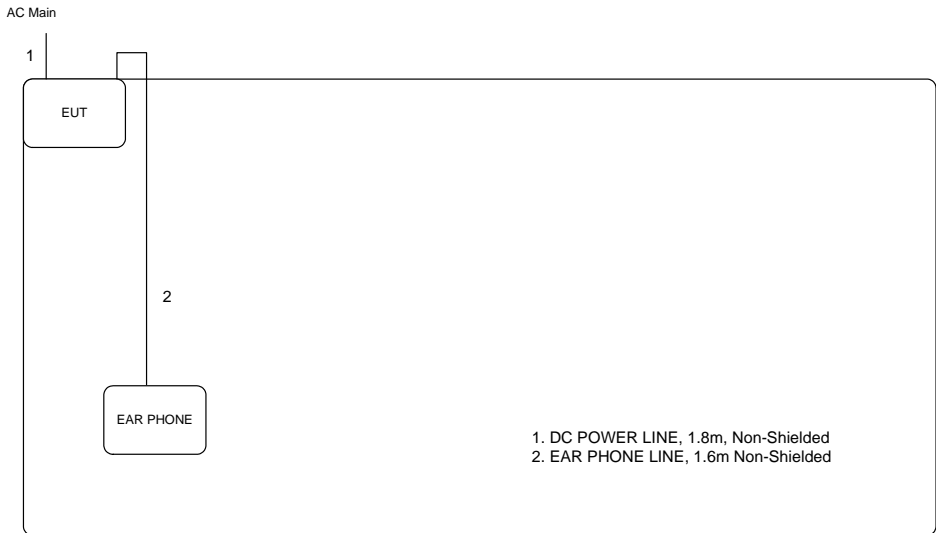 AC Main
1
EUT
2
EAR PHONE
1. DC POWER LINE, 1.8m, Non-Shielded
2. EAR PHONE LINE, 1.6m Non-Shielded